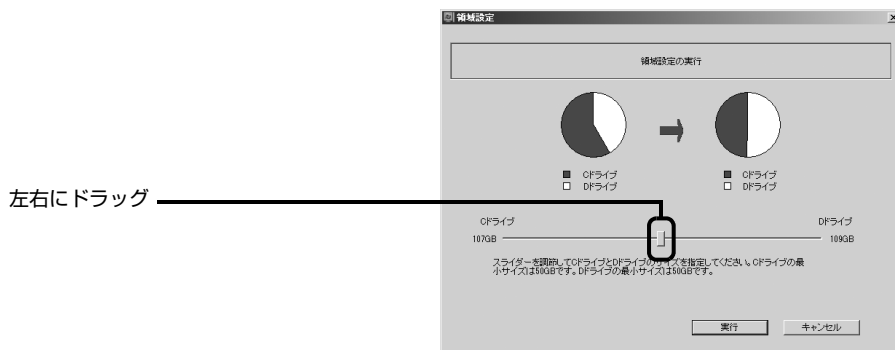 領域設定
領域設定の実行
Cドライブ
Dドライブ
Cドライブ
Dドライブ
左右にドラッグ
Cドライブ
Dドライブ
107GB
109GB
スライダーを調節してCドライブとDドライブのサイズを指定してください。Cドライブの最
小サイズは50GBです。Dドライブの最小サイズは50GBです。
実行
キャンセル